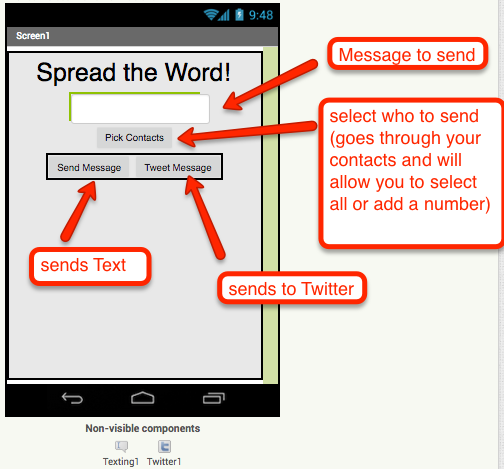 9:48
Screen1
Spread the Word!
Message to send
Pick Contacts
select who to send
(goes through your
contacts and will
allow you to select
all or add a number)
Send Message
Tweet Message
sends Text
sends to Twitter
Non-visible components
Texting1
Twitter1